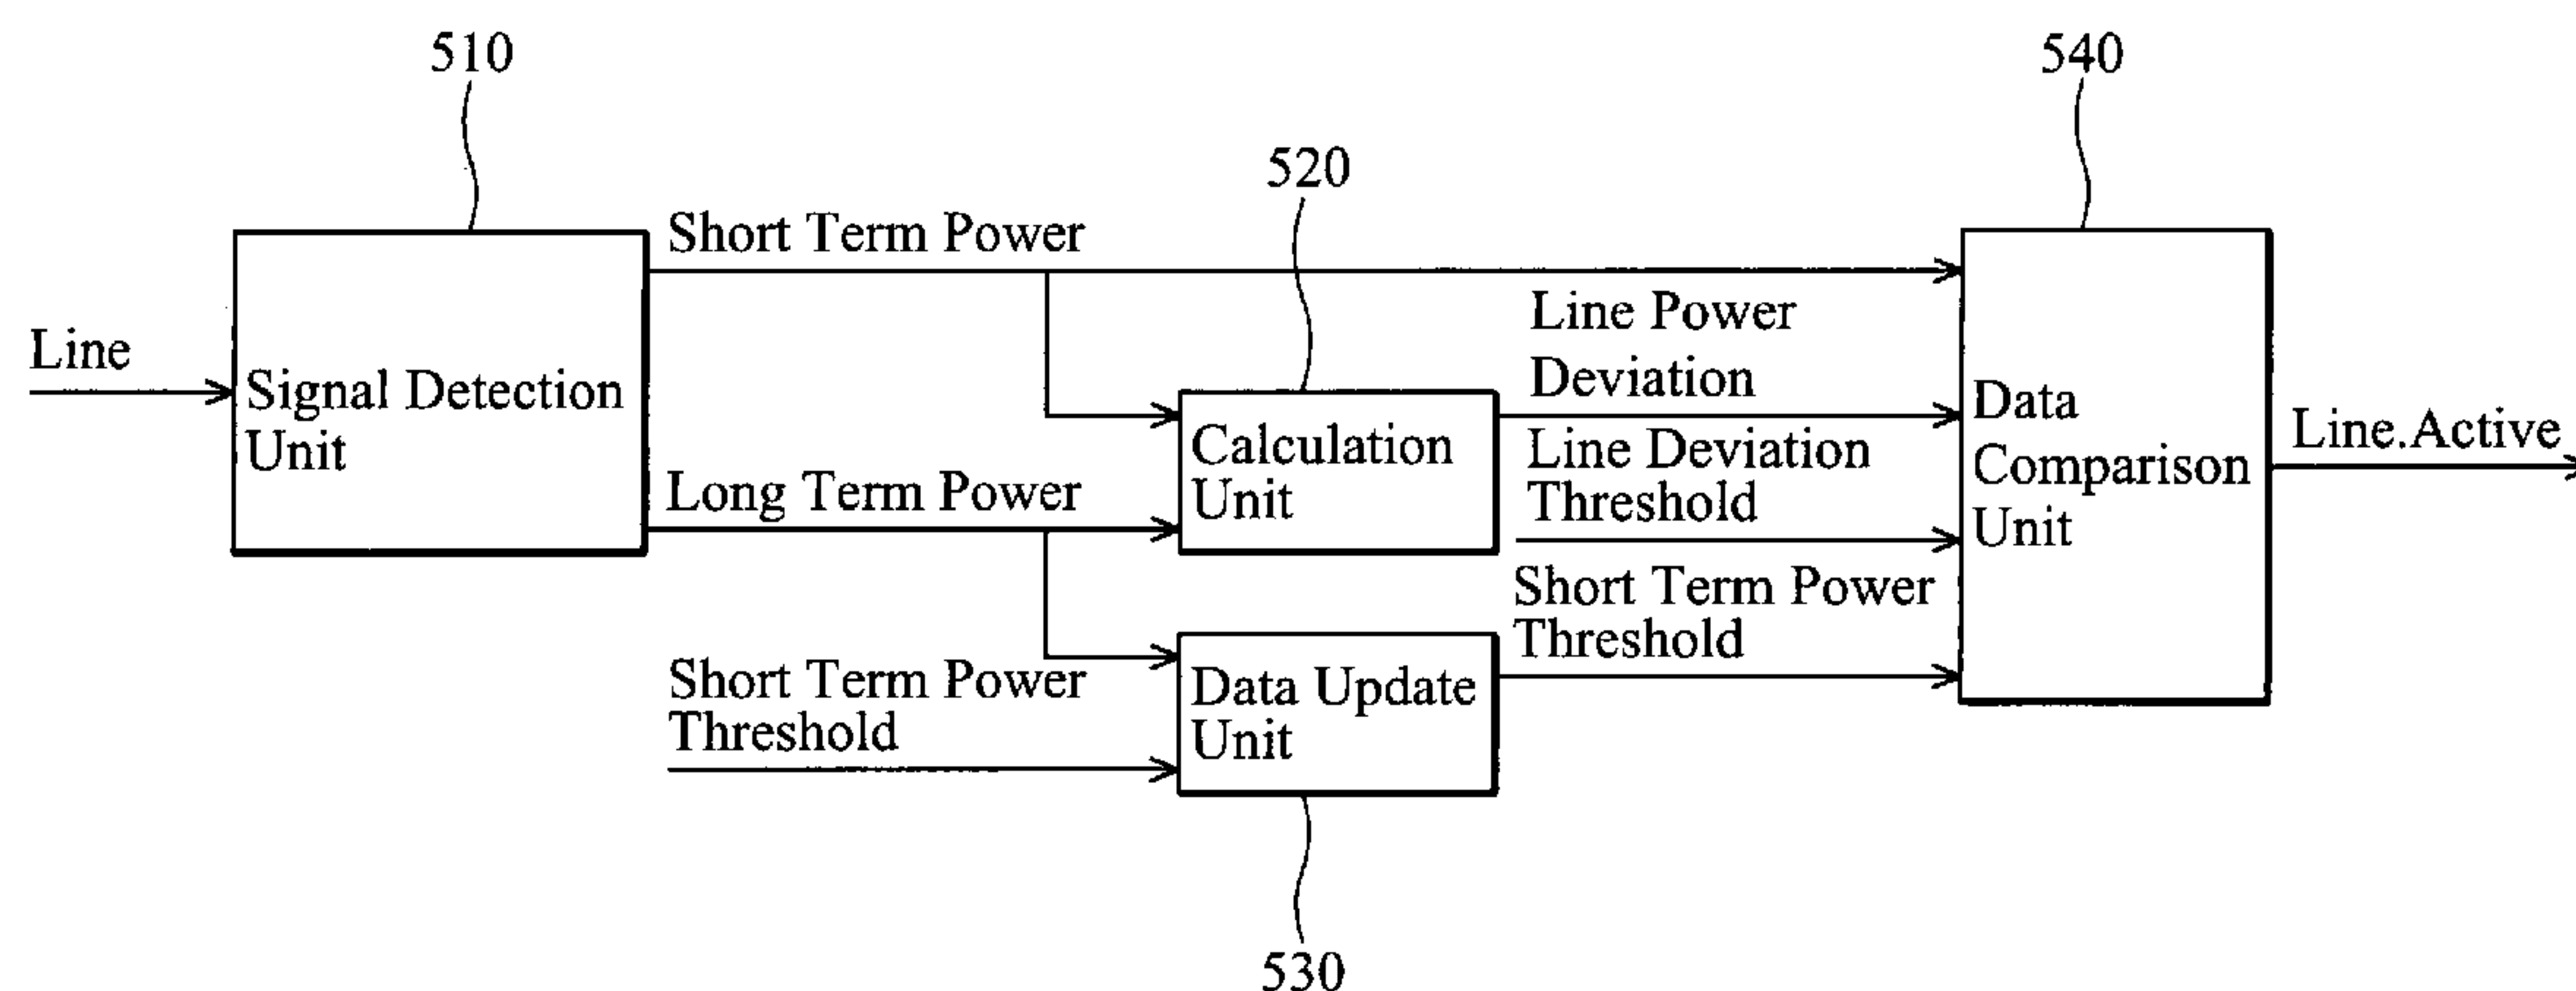 510
540
520
Short Term Power
Line
Signal Detection
Unit
Line Power
Deviation
Calculation
Unit
Long Term Power
Line Deviation
Threshold
Data
Comparison
Unit
Line.Active
Short Term Power
Threshold
Short Term Power
Threshold
Data Update
Unit
530